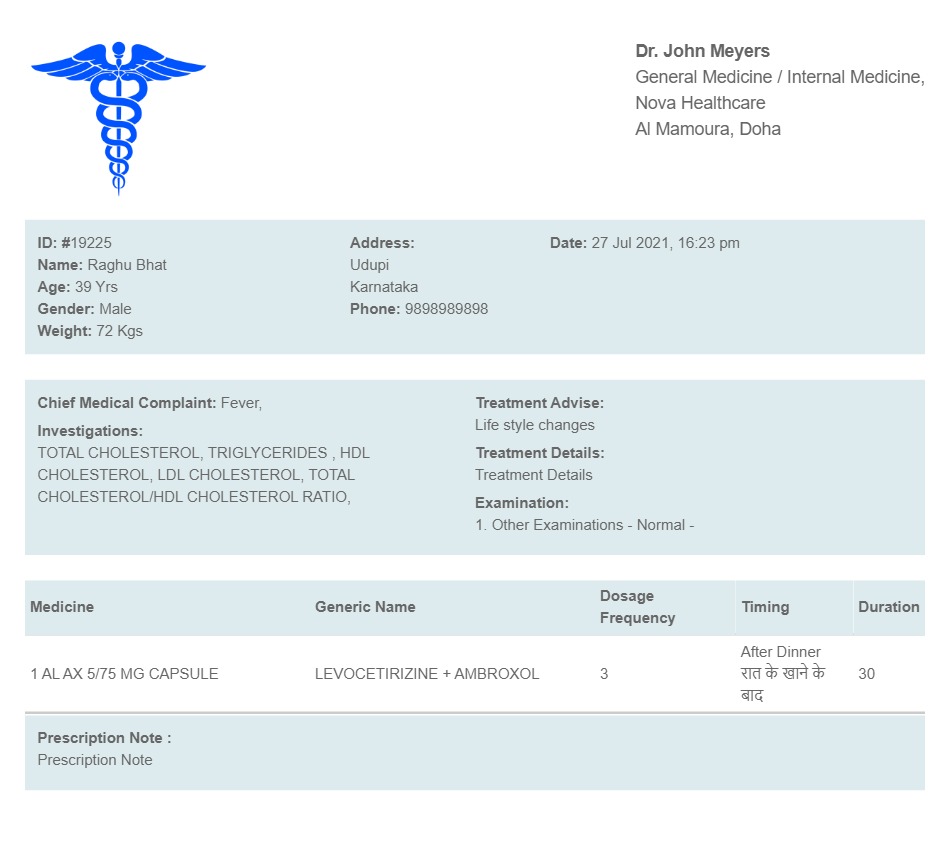 Dr. John Meyers
General Medicine / Internal Medicine,
Nova Healthcare
Al Mamoura, Doha
ID: #19225
Name: Raghu Bhat
Age: 39 Yrs
Gender: Male
Weight: 72 Kgs
Address:
Udupi
Karnataka
Phone: 9898989898
Date: 27 Jul 2021, 16:23 pm
Chief Medical Complaint: Fever,
Investigations:
TOTAL CHOLESTEROL, TRIGLYCERIDES , HDL
CHOLESTEROL, LDL CHOLESTEROL, TOTAL
CHOLESTEROL/HDL CHOLESTEROL RATIO,
Treatment Advise:
Life style changes
Treatment Details:
Treatment Details
Examination:
1. Other Examinations - Normal -
Medicine Generic Name Dosage Frequency Timing Duration
1 AL AX 5/75 MG CAPSULE LEVOCETIRIZINE + AMBROXOL 3 After Dinner 30
रात के खाने के
बाद
Prescription Note :
Prescription Note